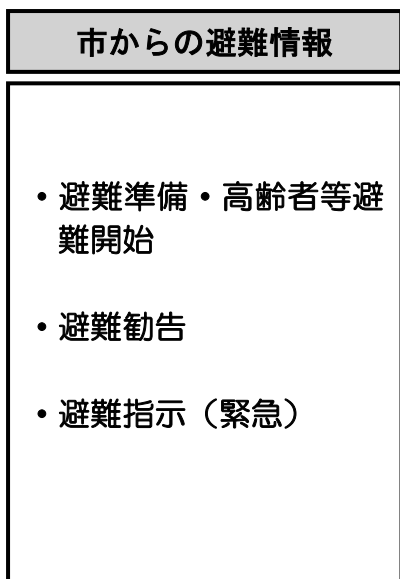 市からの避難情報
・避難準備・高齢者等避
難開始
・避難勧告
・避難指示（緊急）